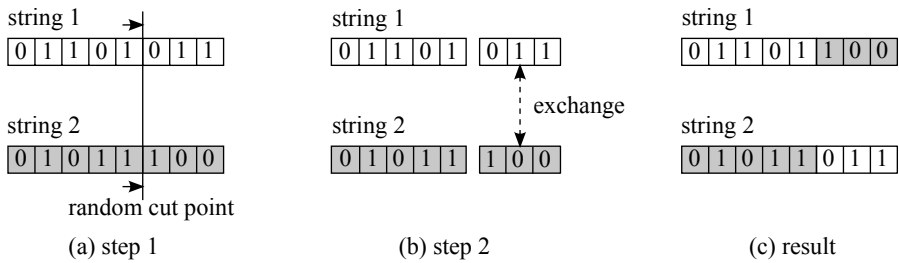 string 1
0 1 1 0 1 0 1 1
string 2
0 1 0 1 1 1 0 0
random cut point
(a) step 1
string 1
0 1 1 0 1 0 1 1
exchange
string 2
0 1 0 1 1 1 0 0
(b) step 2
string 1
0 1 1 0 1 1 0 0
string 2
0 1 0 1 1 0 1 1
(c) result